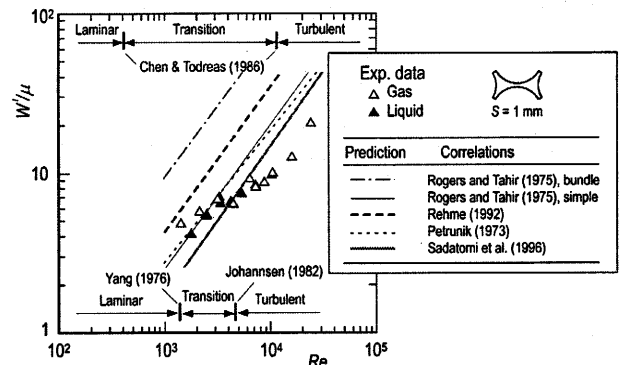 10²
Laminar Transition Turbulent
Chen & Todreas (1986)
W'/μ
10
Yang (1976)
Johannsen (1982)
Laminar Transition Turbulent
1
10² 10³ 10⁴ 10⁵
Re
Exp. data
△ Gas
▲ Liquid
S = 1 mm
Prediction Correlations
Rogers and Tahir (1975), bundle
Rogers and Tahir (1975), simple
Rehme (1992)
Petrunik (1973)
Sadatomi et al. (1996)